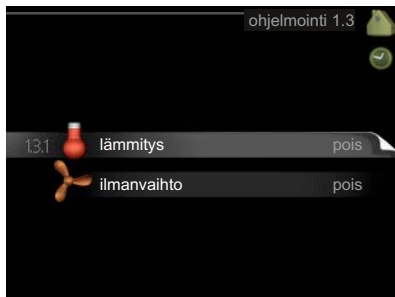 ohjelmointi 1.3
1.3.1 lämmitys pois
ilmanvaihto pois